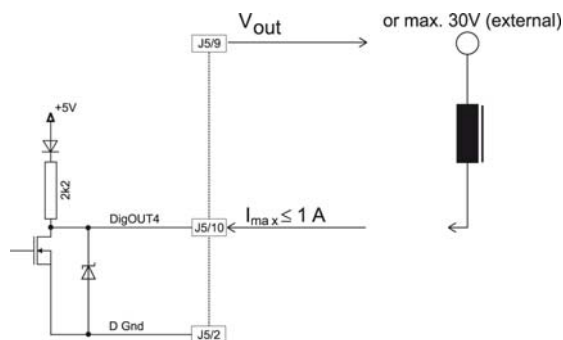 or max. 30V (external)
Vout
J5/9
+5V
2k2
DigOUT4
Imax ≤ 1 A
J5/10
D Gnd
J5/2